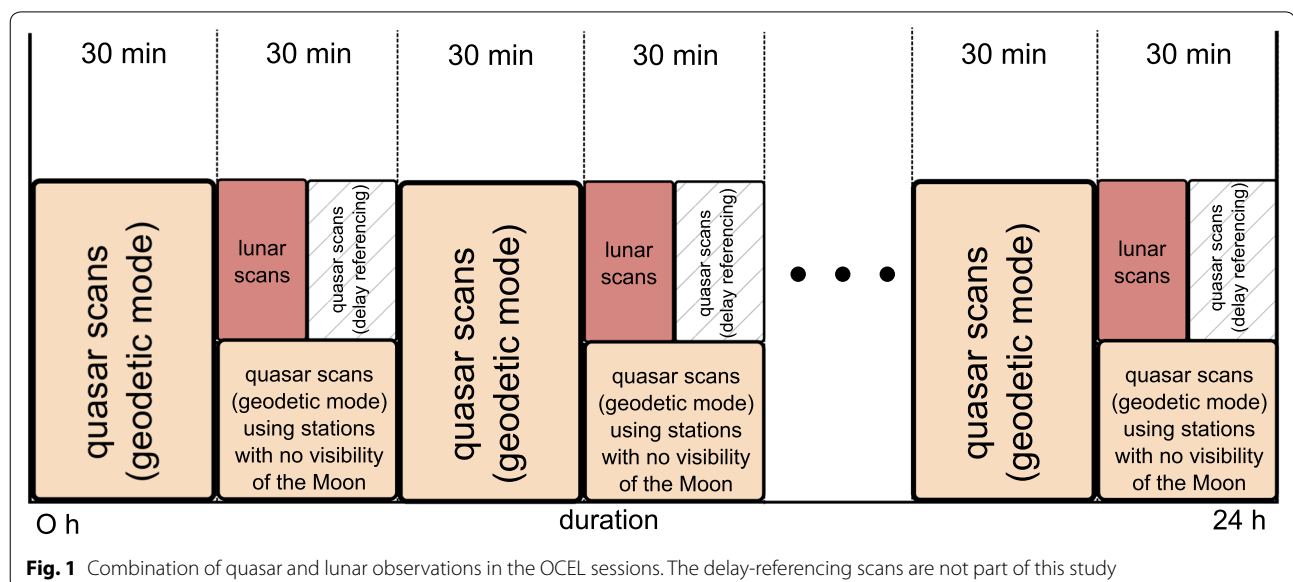 30 min
30 min
30 min
30 min
30 min
30 min
quasar scans
(geodetic mode)
lunar
scans
quasar scans
(delay referencing)
quasar scans
(geodetic mode)
using stations
with no visibility
of the Moon
quasar scans
(geodetic mode)
lunar
scans
quasar scans
(delay referencing)
quasar scans
(geodetic mode)
using stations
with no visibility
of the Moon
quasar scans
(geodetic mode)
lunar
scans
quasar scans
(delay referencing)
quasar scans
(geodetic mode)
using stations
with no visibility
of the Moon
O h
duration
24 h
Fig. 1 Combination of quasar and lunar observations in the OCEL sessions. The delay-referencing scans are not part of this study